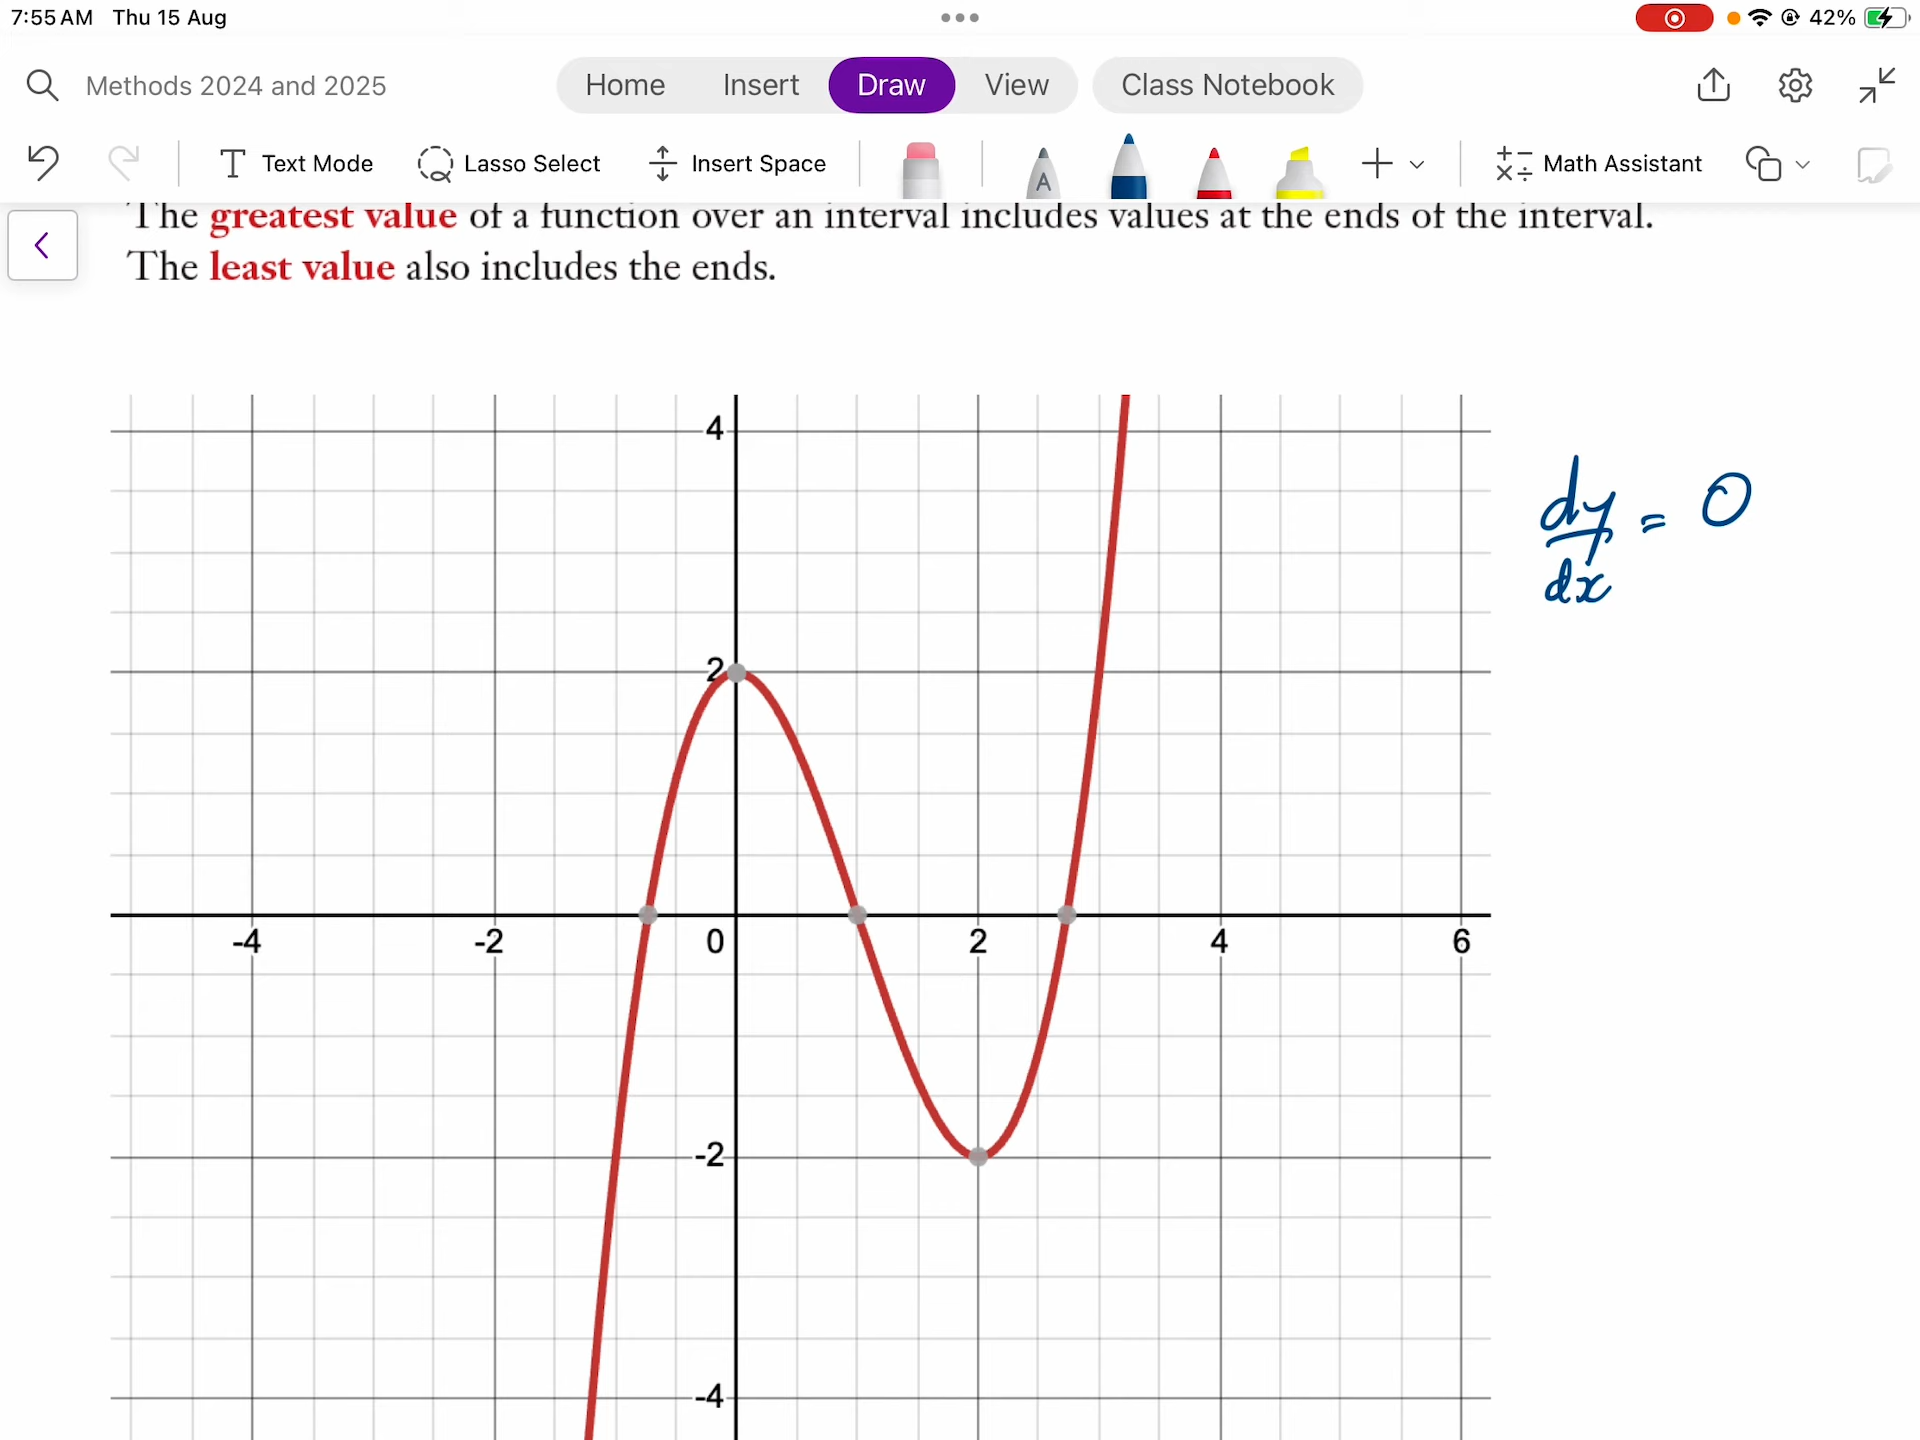 7:55 AM Thu 15 Aug 42%
Methods 2024 and 2025 Home Insert Draw View Class Notebook
Text Mode Lasso Select Insert Space A Math Assistant
The greatest value of a function over an interval includes values at the ends of the interval.
The least value also includes the ends.
4
dy/dx = 0
2
-4 -2 0 2 4 6
-2
-4